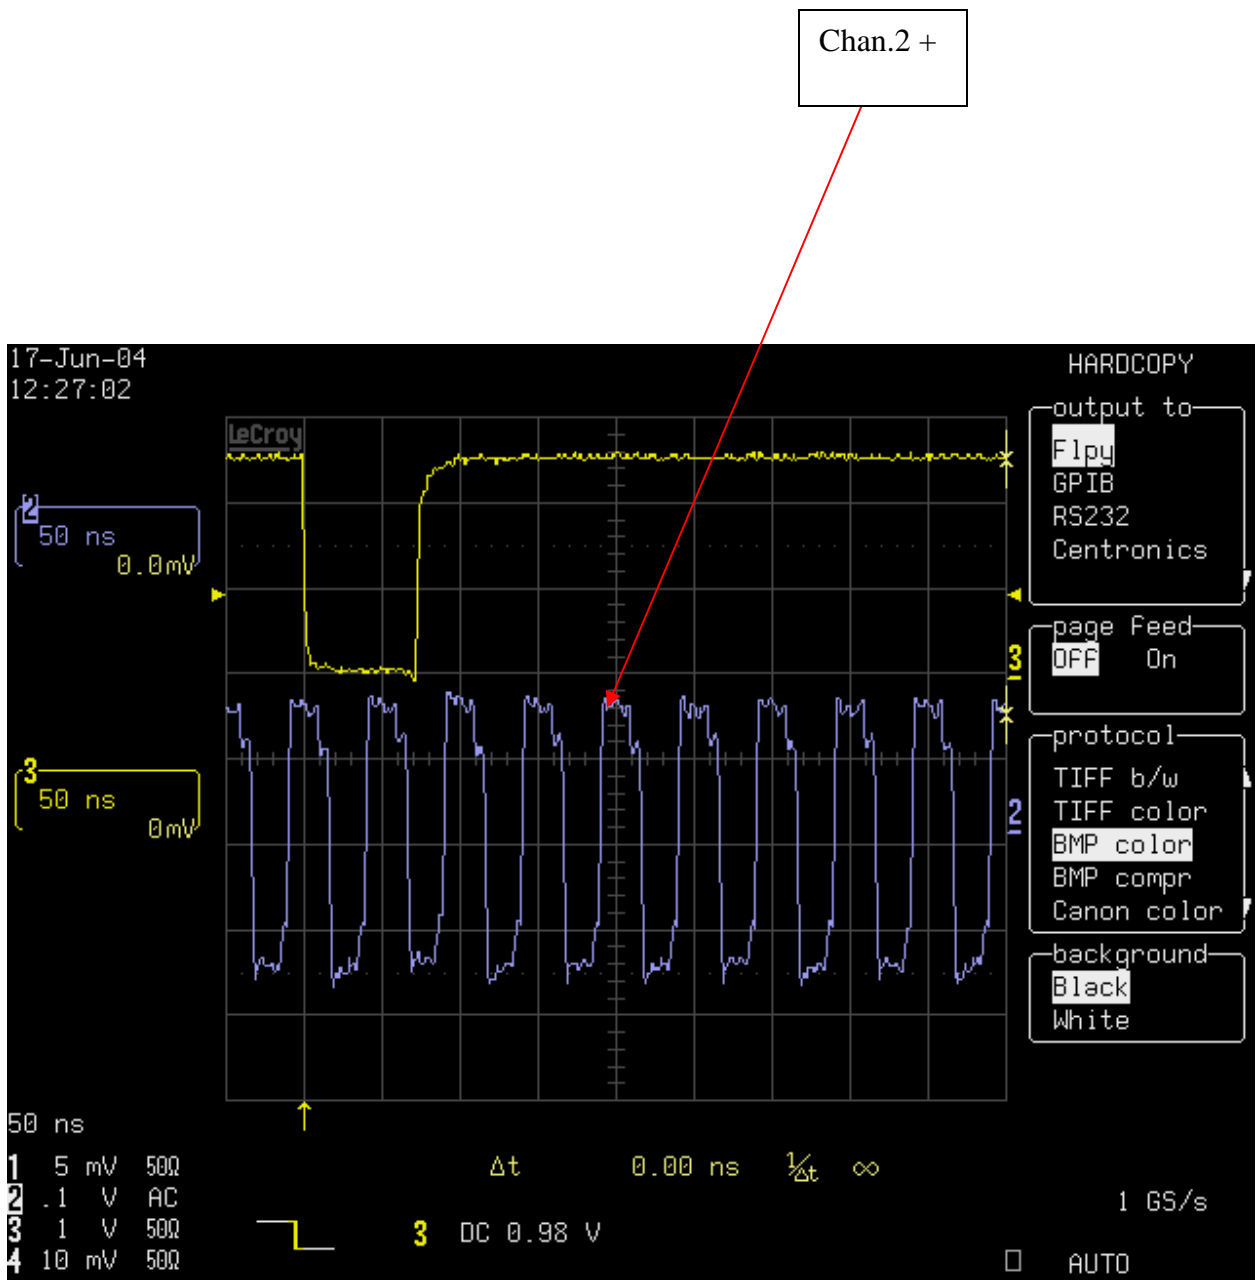 Chan.2 +
17-Jun-04
12:27:02
HARDCOPY
output to
Flpy
GPIB
RS232
Centronics
page feed
OFF On
protocol
TIFF b/w
TIFF color
BMP color
BMP compr
Canon color
background
Black
White
LeCroy
2
50 ns
0.0mV
3
50 ns
0mV
3
2
50 ns
1 5 mV 50Ω
2 .1 V AC
3 1 V 50Ω
4 10 mV 50Ω
Δt 0.00 ns 1/Δt ∞
3 DC 0.98 V
1 GS/s
AUTO